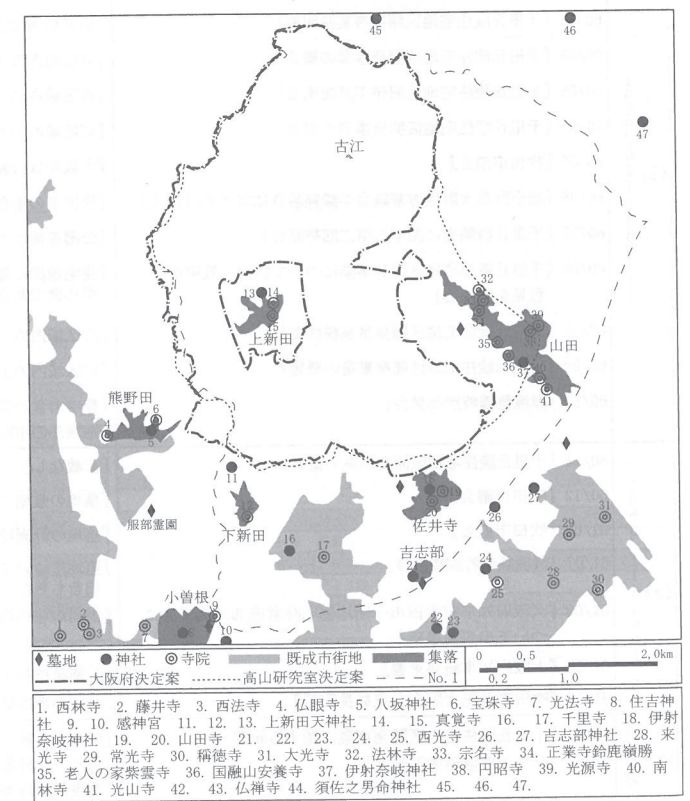 45
46
47
古江
32
13
14
15
上新田
35
36
37
38
39
山田
40
41
熊野田
4
5
6
11
12
下新田
服部霊園
16
17
20
佐井寺
26
27
29
31
吉志部
21
24
25
28
30
小曽根
1
2
3
7
9
10
22
23
墓地 神社 寺院 既成市街地 集落
大阪府決定案 高山研究室決定案 No.1
0 0,5 2,0km
0,2 1,0
1. 西林寺 2. 藤井寺 3. 西法寺 4. 仏眼寺 5. 八坂神社 6. 宝珠寺 7. 光法寺 8. 住吉神
社 9. 10. 感神宮 11. 12. 13. 上新田天神社 14. 15. 真覚寺 16. 17. 千里寺 18. 伊射
奈岐神社 19. 20. 山田寺 21. 22. 23. 24. 25. 西光寺 26. 27. 吉志部神社 28. 来
光寺 29. 常光寺 30. 稱徳寺 31. 大光寺 32. 法林寺 33. 宗名寺 34. 正業寺鈴鹿嶺勝
35. 老人の家紫雲寺 36. 国融山安養寺 37. 伊射奈岐神社 38. 円昭寺 39. 光源寺 40. 南
林寺 41. 光山寺 42. 43. 仏禅寺 44. 須佐之男命神社 45. 46. 47.